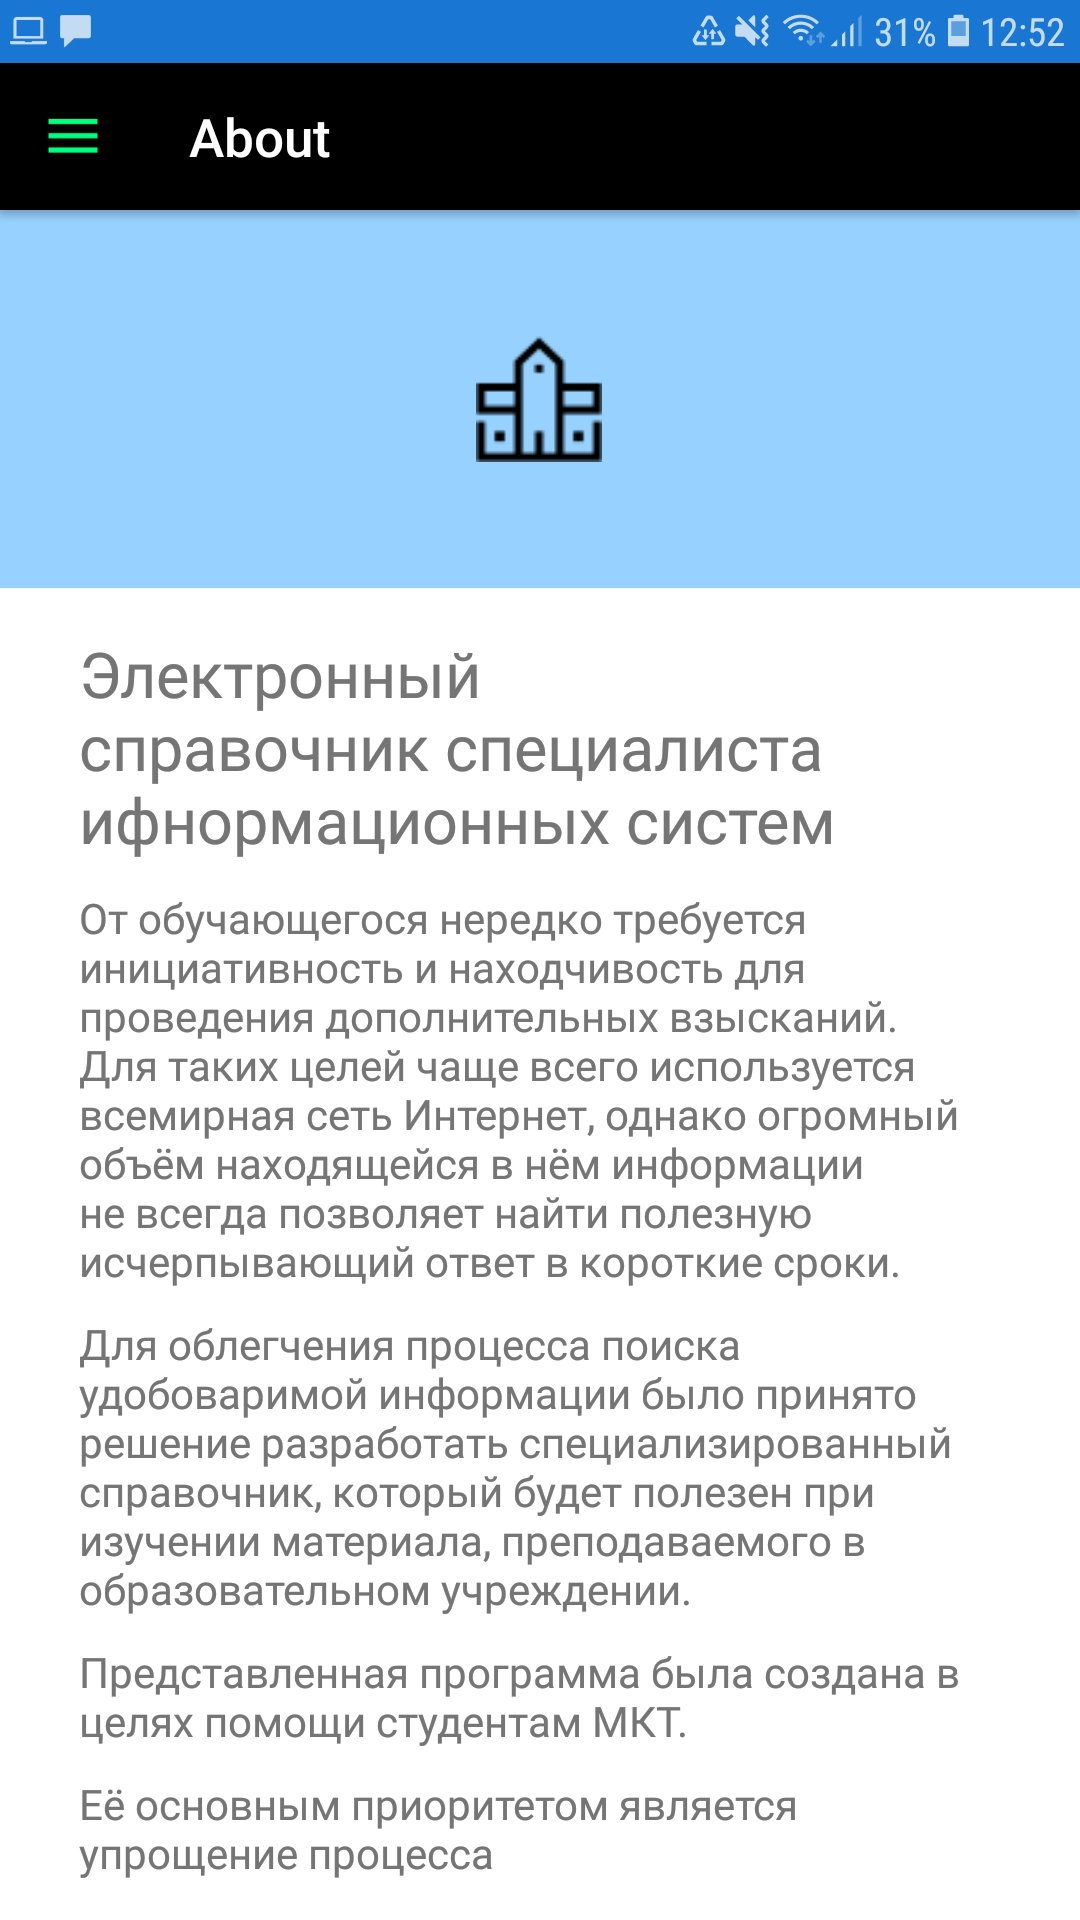 31% 12:52
About
Электронный
справочник специалиста
ифнормационных систем
От обучающегося нередко требуется
инициативность и находчивость для
проведения дополнительных взысканий.
Для таких целей чаще всего используется
всемирная сеть Интернет, однако огромный
объём находящейся в нём информации
не всегда позволяет найти полезную
исчерпывающий ответ в короткие сроки.
Для облегчения процесса поиска
удобоваримой информации было принято
решение разработать специализированный
справочник, который будет полезен при
изучении материала, преподаваемого в
образовательном учреждении.
Представленная программа была создана в
целях помощи студентам МКТ.
Её основным приоритетом является
упрощение процесса